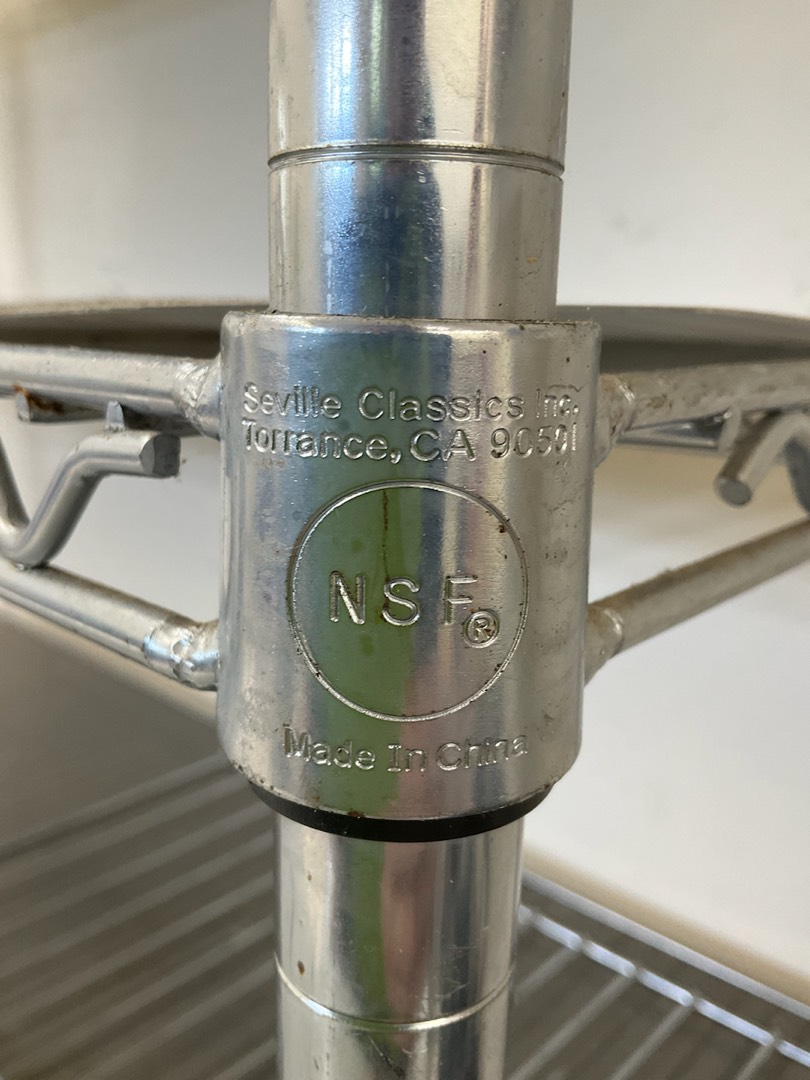 Seville Classics Inc.
Torrance, CA 90501
NSF®
Made In China